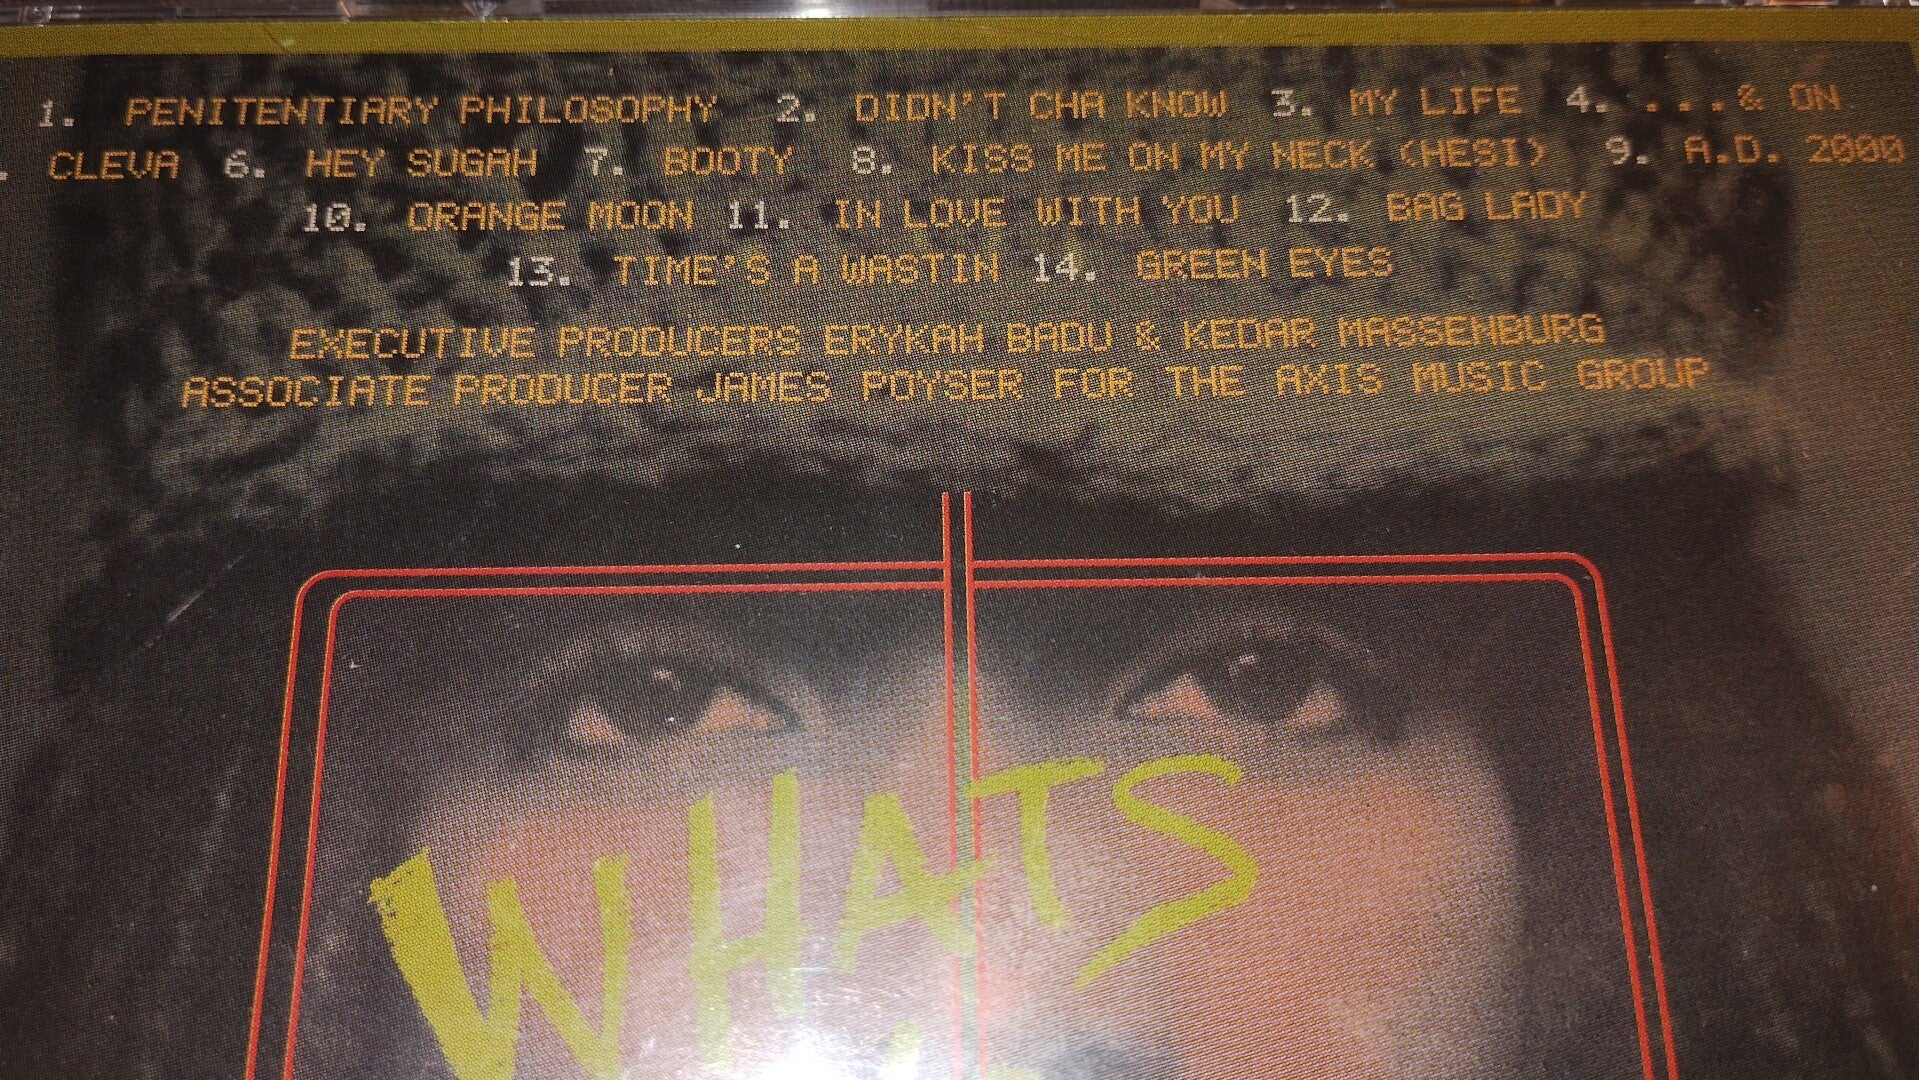 1. PENITENTIARY PHILOSOPHY 2. DIDN'T CHA KNOW 3. MY LIFE 4. ...& ON
. CLEVA 6. HEY SUGAH 7. BOOTY 8. KISS ME ON MY NECK (HESI) 9. A.D. 2000
10. ORANGE MOON 11. IN LOVE WITH YOU 12. BAG LADY
13. TIME'S A WASTIN 14. GREEN EYES
EXECUTIVE PRODUCERS ERYKAH BADU & KEDAR MASSENBURG
ASSOCIATE PRODUCER JAMES POYSER FOR THE AXIS MUSIC GROUP
WHATS